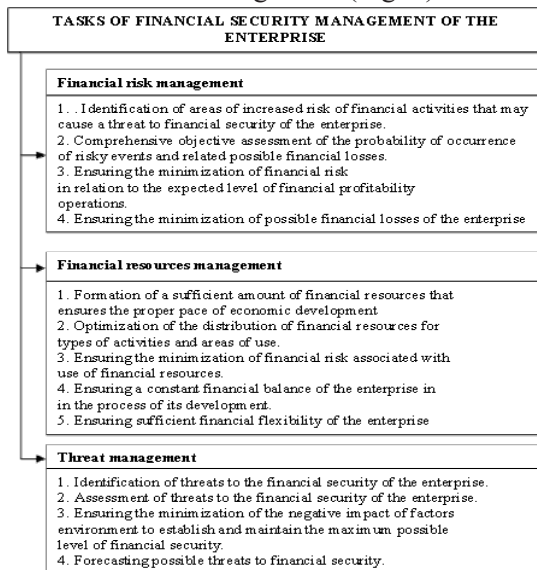 TASKS OF FINANCIAL SECURITY MANAGEMENT OF THE
ENTERPRISE
Financial risk management
1. . Identification of areas of increased risk of financial activities that may
cause a threat to financial security of the enterprise.
2. Comprehensive objective assessment of the probability of occurrence
of risky events and related possible financial losses.
3. Ensuring the minimization of financial risk
in relation to the expected level of financial profitability
operations.
4. Ensuring the minimization of possible financial losses of the enterprise
Financial resources management
1. Formation of a sufficient amount of financial resources that
ensures the proper pace of economic development
2. Optimization of the distribution of financial resources for
types of activities and areas of use.
3. Ensuring the minimization of financial risk associated with
use of financial resources.
4. Ensuring a constant financial balance of the enterprise in
in the process of its development.
5. Ensuring sufficient financial flexibility of the enterprise
Threat management
1. Identification of threats to the financial security of the enterprise.
2. Assessment of threats to the financial security of the enterprise.
3. Ensuring the minimization of the negative impact of factors
environment to establish and maintain the maximum possible
level of financial security.
4. Forecasting possible threats to financial security.